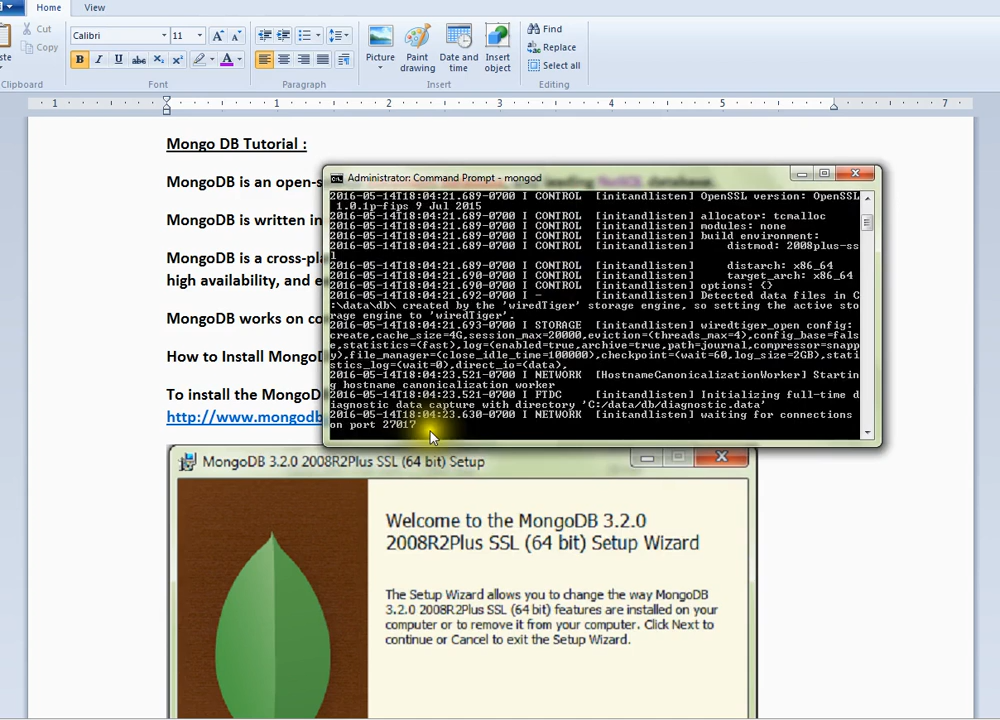 Home View
Cut
Copy
ste
Clipboard
Calibri 11 A A
B I U abc X₂ X² A
Font
Paragraph
Picture
Paint drawing
Date and time
Insert object
Insert
Find
Replace
Select all
Editing
1 1 2 3 4 5 7
Mongo DB Tutorial :
MongoDB is an open-s
MongoDB is written in
MongoDB is a cross-pla
high availability, and e
MongoDB works on co
How to Install MongoD
To install the MongoD
http://www.mongodb
Administrator: Command Prompt - mongod
2016-05-14T18:04:21.689-0700 I CONTROL [initandlisten] OpenSSL version: OpenSSL
1.0.1p-fips 9 Jul 2015
2016-05-14T18:04:21.689-0700 I CONTROL [initandlisten] allocator: tcmalloc
2016-05-14T18:04:21.689-0700 I CONTROL [initandlisten] modules: none
2016-05-14T18:04:21.689-0700 I CONTROL [initandlisten] build environment:
2016-05-14T18:04:21.689-0700 I CONTROL [initandlisten] distmod: 2008plus-ss
l
2016-05-14T18:04:21.689-0700 I CONTROL [initandlisten] distarch: x86_64
2016-05-14T18:04:21.690-0700 I CONTROL [initandlisten] target_arch: x86_64
2016-05-14T18:04:21.690-0700 I CONTROL [initandlisten] options: {}
2016-05-14T18:04:21.692-0700 I - [initandlisten] Detected data files in C
:\data\db\ created by the 'wiredTiger' storage engine, so setting the active sto
rage engine to 'wiredTiger'.
2016-05-14T18:04:21.693-0700 I STORAGE [initandlisten] wiredtiger_open config:
create,cache_size=4G,session_max=20000,eviction=(threads_max=4),config_base=fals
e,statistics=(fast),log=(enabled=true,archive=true,path=journal,compressor=snapp
y),file_manager=(close_idle_time=100000),checkpoint=(wait=60,log_size=2GB),stati
stics_log=(wait=0),direct_io=(data),
2016-05-14T18:04:23.521-0700 I NETWORK [HostnameCanonicalizationWorker] Startin
g hostname canonicalization worker
2016-05-14T18:04:23.521-0700 I FTDC [initandlisten] Initializing full-time d
iagnostic data capture with directory 'C:/data/db/diagnostic.data'
2016-05-14T18:04:23.630-0700 I NETWORK [initandlisten] waiting for connections
on port 27017
MongoDB 3.2.0 2008R2Plus SSL (64 bit) Setup
Welcome to the MongoDB 3.2.0
2008R2Plus SSL (64 bit) Setup Wizard
The Setup Wizard allows you to change the way MongoDB
3.2.0 2008R2Plus SSL (64 bit) features are installed on your
computer or to remove it from your computer. Click Next to
continue or Cancel to exit the Setup Wizard.